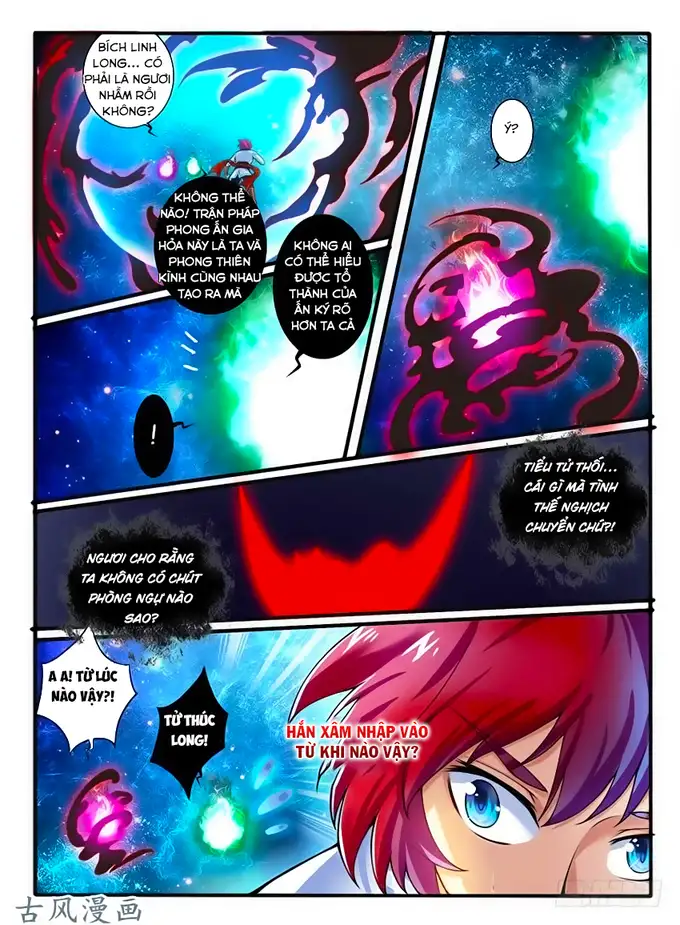 BÍCH LINH
LONG... CÓ
PHẢI LÀ NGƯƠI
NHẦM RỒI
KHÔNG?
KHÔNG THỂ
NÀO! TRẬN PHÁP
PHONG ẤN GIA
HỎA NÀY LÀ TA VÀ
PHONG THIÊN
KÍNH CÙNG NHAU
TẠO RA MÀ
KHÔNG AI
CÓ THỂ HIỂU
ĐƯỢC TỔ
THÀNH CỦA
ẤN KÝ RÕ
HƠN TA CẢ
Ý?
!
TIỂU TỬ THỐI...
CÁI GÌ MÀ TÌNH
THẾ NGHỊCH
CHUYỂN CHỨ?!
NGƯƠI CHO RẰNG
TA KHÔNG CÓ CHÚT
PHÒNG NGỰ NÀO
SAO?
A A! TỪ LÚC
NÀO VẬY?!
TỬ THÚC
LONG!
HẮN XÂM NHẬP VÀO
TỪ KHI NÀO VẬY?
古风漫画